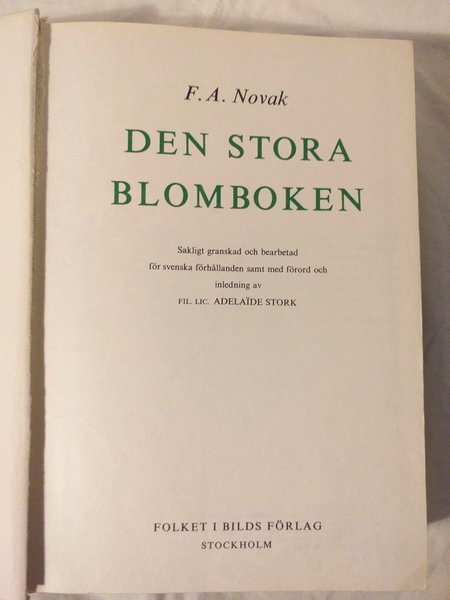 F. A. Novak
DEN STORA
BLOMBOKEN
Sakligt granskad och bearbetad
för svenska förhållanden samt med förord och
inledning av
FIL. LIC. ADELAÏDE STORK
FOLKET I BILDS FÖRLAG
STOCKHOLM